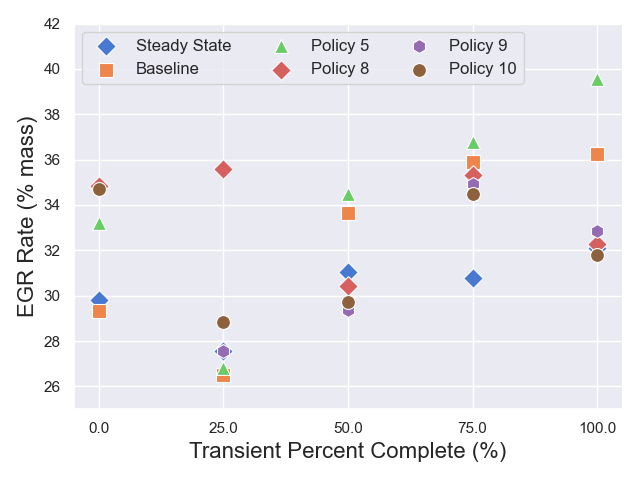 Steady State
Baseline
Policy 5
Policy 8
Policy 9
Policy 10
EGR Rate (% mass)
42
40
38
36
34
32
30
28
26
0.0 25.0 50.0 75.0 100.0
Transient Percent Complete (%)